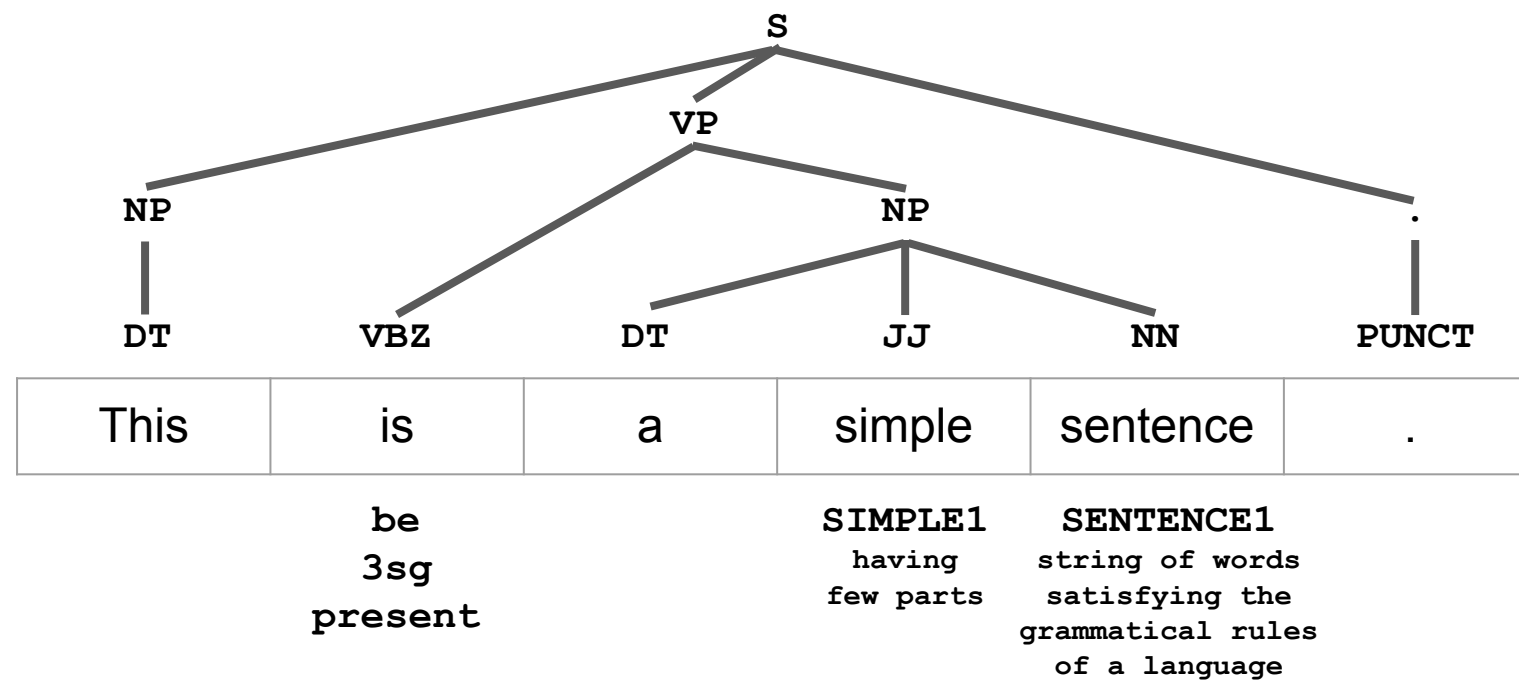 S
VP
NP NP .
DT VBZ DT JJ NN PUNCT
This is a simple sentence .
be SIMPLE1 SENTENCE1
having string of words
3sg
few parts satisfying the
present
grammatical rules
of a language